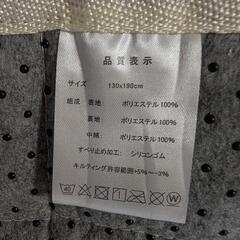 品質表示
サイズ 130x190cm
組成 表地: ポリエステル100%
裏地: ポリエステル100%
中綿: ポリエステル100%
すべり止め加工: シリコンゴム
キルティング許容範囲+5%~-3%
40
W